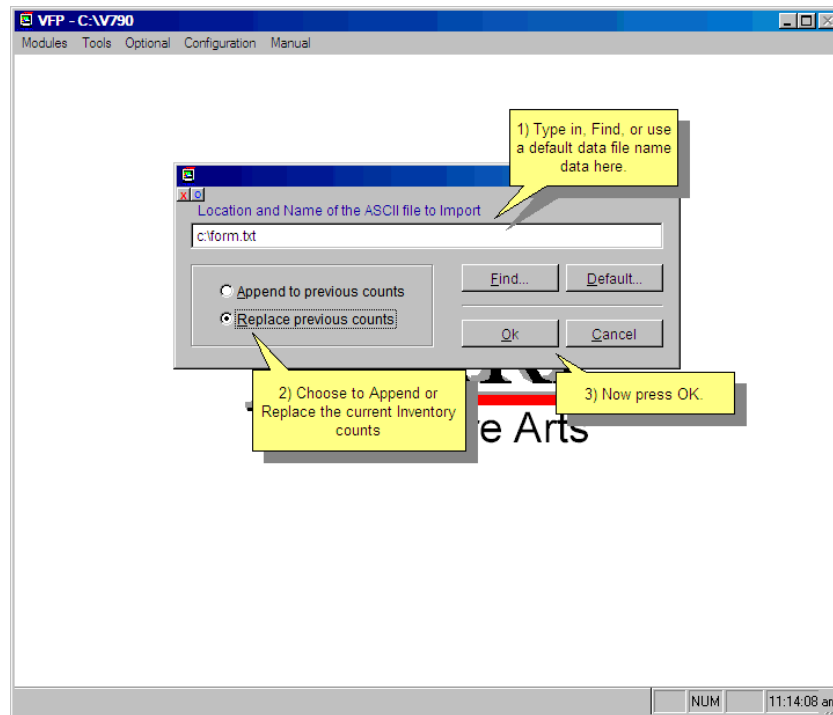 VFP - C:\V790
Modules Tools Optional Configuration Manual
1) Type in, Find, or use
a default data file name
data here.
Location and Name of the ASCII file to Import
c:\form.txt
Append to previous counts
Replace previous counts
Find...
Default...
Ok
Cancel
2) Choose to Append or
Replace the current Inventory
counts
3) Now press OK.
Arts
NUM
11:14:08 am